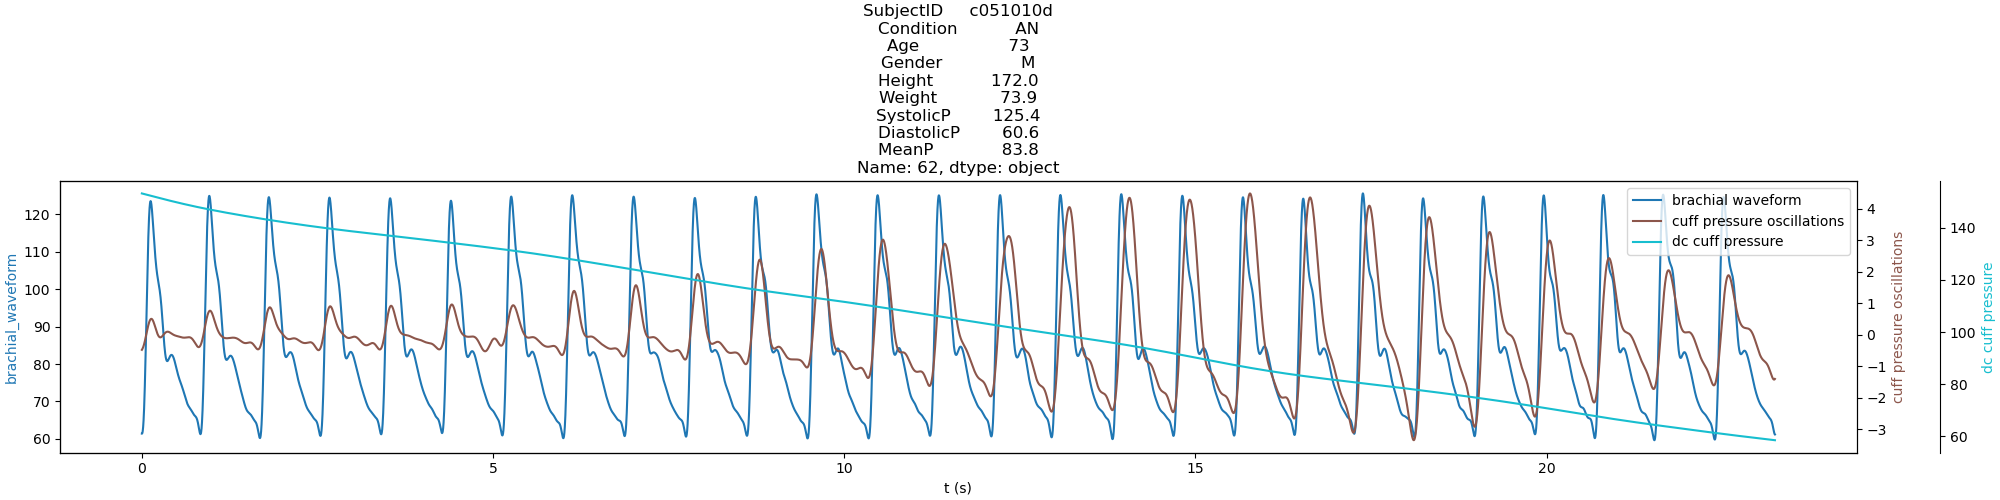 SubjectID c051010d
Condition AN
Age 73
Gender M
Height 172.0
Weight 73.9
SystolicP 125.4
DiastolicP 60.6
MeanP 83.8
Name: 62, dtype: object
brachial waveform
cuff pressure oscillations
dc cuff pressure
brachial_waveform
120
110
100
90
80
70
60
0
5
10
15
20
t (s)
4
3
2
1
0
−1
−2
−3
cuff pressure oscillations
140
120
100
80
60
dc cuff pressure